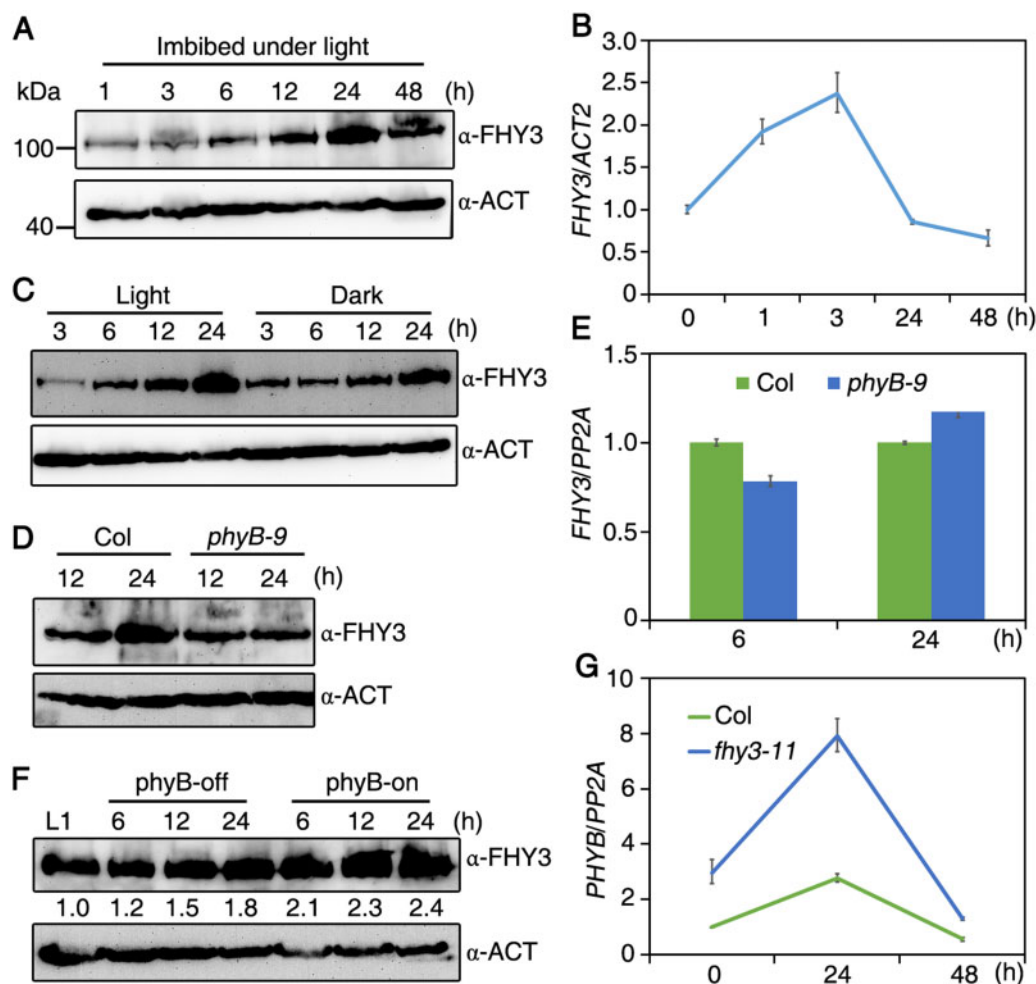 A
Imbibed under light
kDa 1 3 6 12 24 48 (h)
100
α-FHY3
40
α-ACT
B
FHY3/ACT2
3.0
2.5
2.0
1.5
1.0
0.5
0
0 1 3 24 48 (h)
C
Light Dark
3 6 12 24 3 6 12 24 (h)
α-FHY3
α-ACT
D
Col phyB-9
12 24 12 24 (h)
α-FHY3
α-ACT
E
FHY3/PP2A
1.5
1.0
0.5
0
Col phyB-9
6 24 (h)
F
phyB-off phyB-on
L1 6 12 24 6 12 24 (h)
α-FHY3
1.0 1.2 1.5 1.8 2.1 2.3 2.4
α-ACT
G
PHYB/PP2A
10
8
6
4
2
0
Col
fhy3-11
0 24 48 (h)